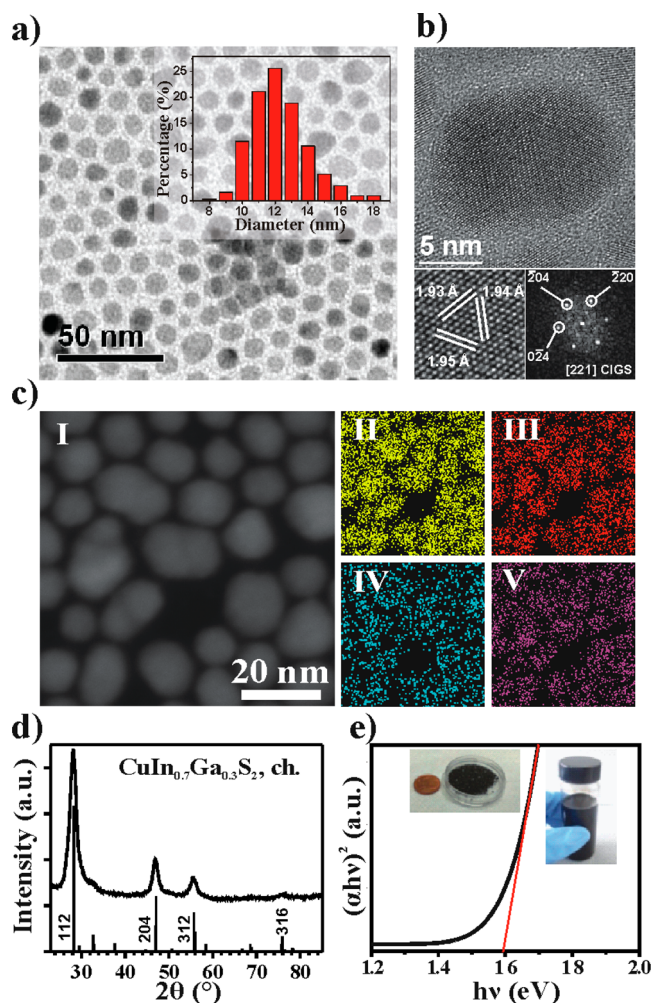 a)
Percentage (%)
25
20
15
10
5
0
8 10 12 14 16 18
Diameter (nm)
50 nm
b)
5 nm
1.93 Å 1.94 Å
1.95 Å
2̄04 2̄20
02̄4
[221] CIGS
c)
I
20 nm
II
III
IV
V
d)
Intensity (a.u.)
CuIn₀.₇Ga₀.₃S₂, ch.
112
204
312
316
30 40 50 60 70 80
2θ (°)
e)
(αhν)² (a.u.)
1.2 1.4 1.6 1.8 2.0
hν (eV)